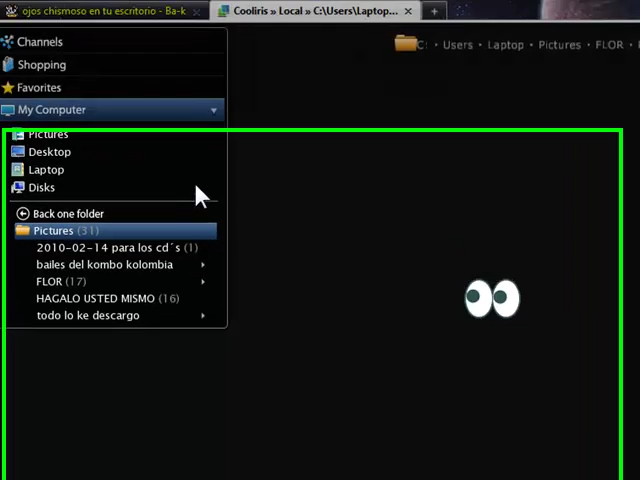 ojos chismoso en tu escritorio - Ba-k
Cooliris » Local » C:\Users\Laptop...
Channels
C: • Users • Laptop • Pictures • FLOR •
Shopping
Favorites
My Computer
Pictures
Desktop
Laptop
Disks
Back one folder
Pictures (31)
2010-02-14 para los cd´s (1)
bailes del kombo kolombia
FLOR (17)
HAGALO USTED MISMO (16)
todo lo ke descargo